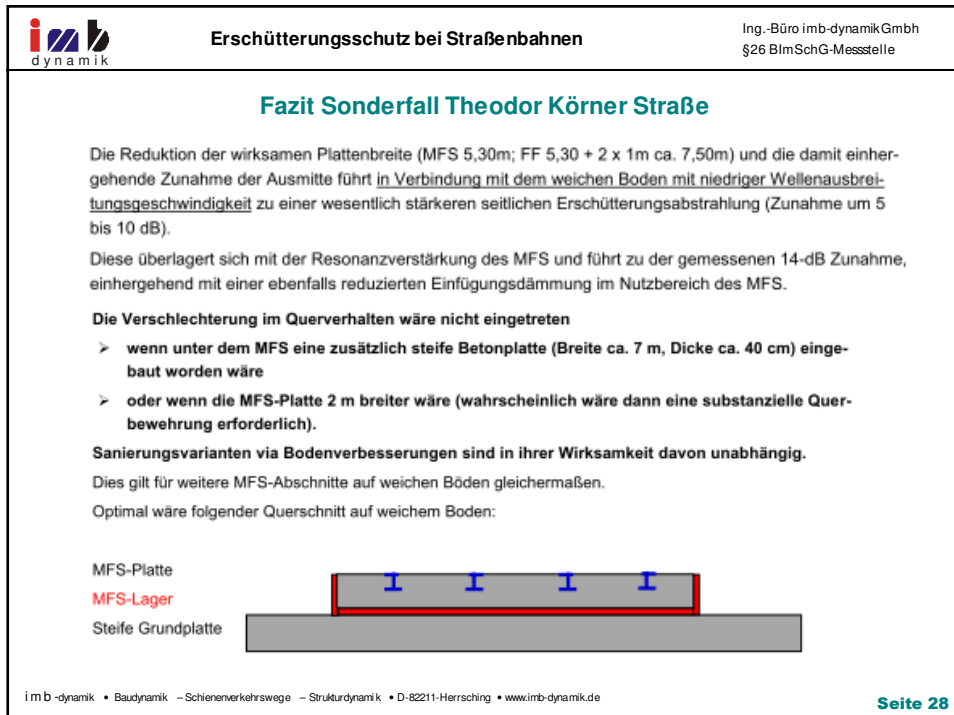 imb
dynamik
Erschütterungsschutz bei Straßenbahnen
Ing.-Büro imb-dynamik Gmbh
§26 BImSchG-Messstelle
Fazit Sonderfall Theodor Körner Straße
Die Reduktion der wirksamen Plattenbreite (MFS 5,30m; FF 5,30 + 2 x 1m ca. 7,50m) und die damit einher-
gehende Zunahme der Ausmitte führt in Verbindung mit dem weichen Boden mit niedriger Wellenausbrei-
tungsgeschwindigkeit zu einer wesentlich stärkeren seitlichen Erschütterungsabstrahlung (Zunahme um 5
bis 10 dB).
Diese überlagert sich mit der Resonanzverstärkung des MFS und führt zu der gemessenen 14-dB Zunahme,
einhergehend mit einer ebenfalls reduzierten Einfügungsdämmung im Nutzbereich des MFS.
Die Verschlechterung im Querverhalten wäre nicht eingetreten
➢ wenn unter dem MFS eine zusätzlich steife Betonplatte (Breite ca. 7 m, Dicke ca. 40 cm) einge-
baut worden wäre
➢ oder wenn die MFS-Platte 2 m breiter wäre (wahrscheinlich wäre dann eine substanzielle Quer-
bewehrung erforderlich).
Sanierungsvarianten via Bodenverbesserungen sind in ihrer Wirksamkeit davon unabhängig.
Dies gilt für weitere MFS-Abschnitte auf weichen Böden gleichermaßen.
Optimal wäre folgender Querschnitt auf weichem Boden:
MFS-Platte
MFS-Lager
Steife Grundplatte
imb-dynamik • Baudynamik – Schienenverkehrswege – Strukturdynamik • D-82211-Herrsching • www.imb-dynamik.de
Seite 28